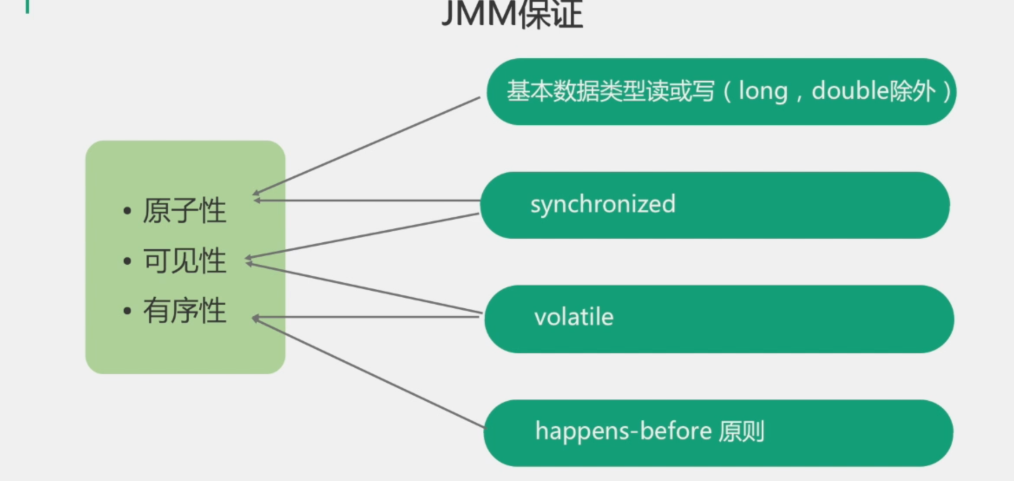 JMM保证
基本数据类型读或写（long，double除外）
synchronized
• 原子性
• 可见性
• 有序性
volatile
happens-before 原则